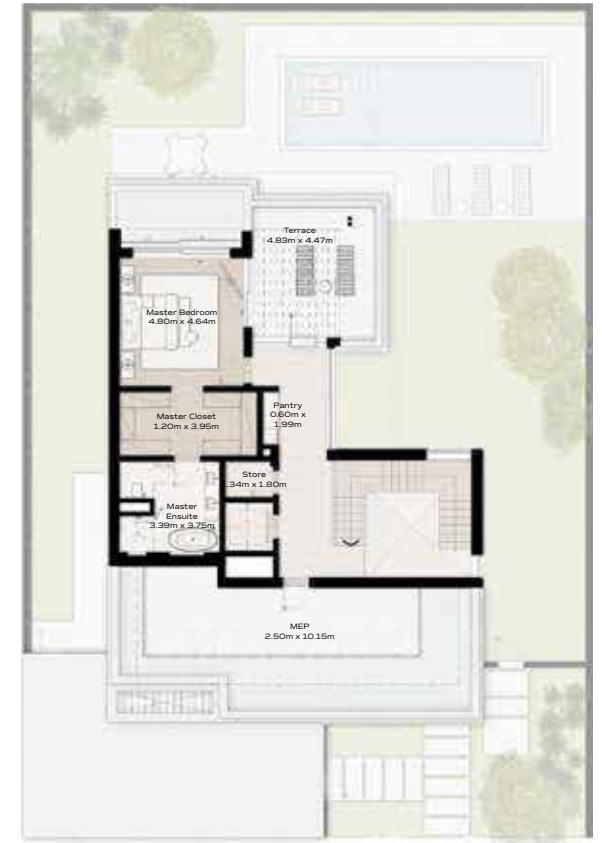 Terrace
4.83m x 4.47m
Master Bedroom
4.80m x 4.64m
Pantry
0.60m x
1.99m
Master Closet
1.20m x 3.95m
Store
1.34m x 1.80m
Master
Ensuite
3.39m x 3.75m
MEP
2.50m x 10.15m